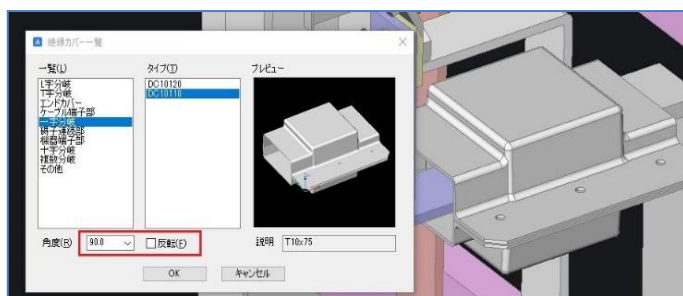 絶縁カバー一覧
一覧(L)
タイプ(T)
プレビュー
L字分岐
T字分岐
エンドカバー
ケーブル端子部
一字分岐
碍子連結部
機器端子部
十字分岐
複数分岐
その他
DC10120
DC10110
角度(R)
90.0
反転(F)
説明
T10x75
OK
キャンセル